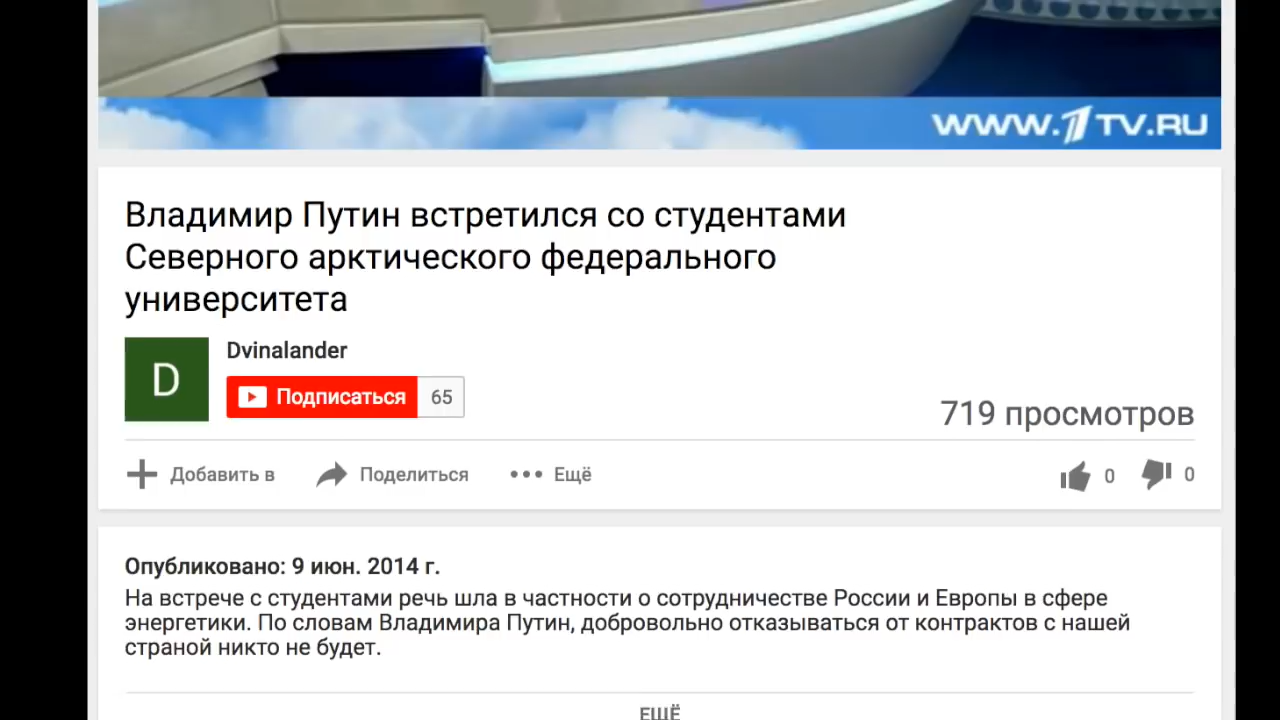 WWW.1TV.RU
Владимир Путин встретился со студентами
Северного арктического федерального
университета
D
Dvinalander
Подписаться 65
719 просмотров
Добавить в Поделиться Ещё 0 0
Опубликовано: 9 июн. 2014 г.
На встрече с студентами речь шла в частности о сотрудничестве России и Европы в сфере
энергетики. По словам Владимира Путин, добровольно отказываться от контрактов с нашей
страной никто не будет.
ЕЩЁ